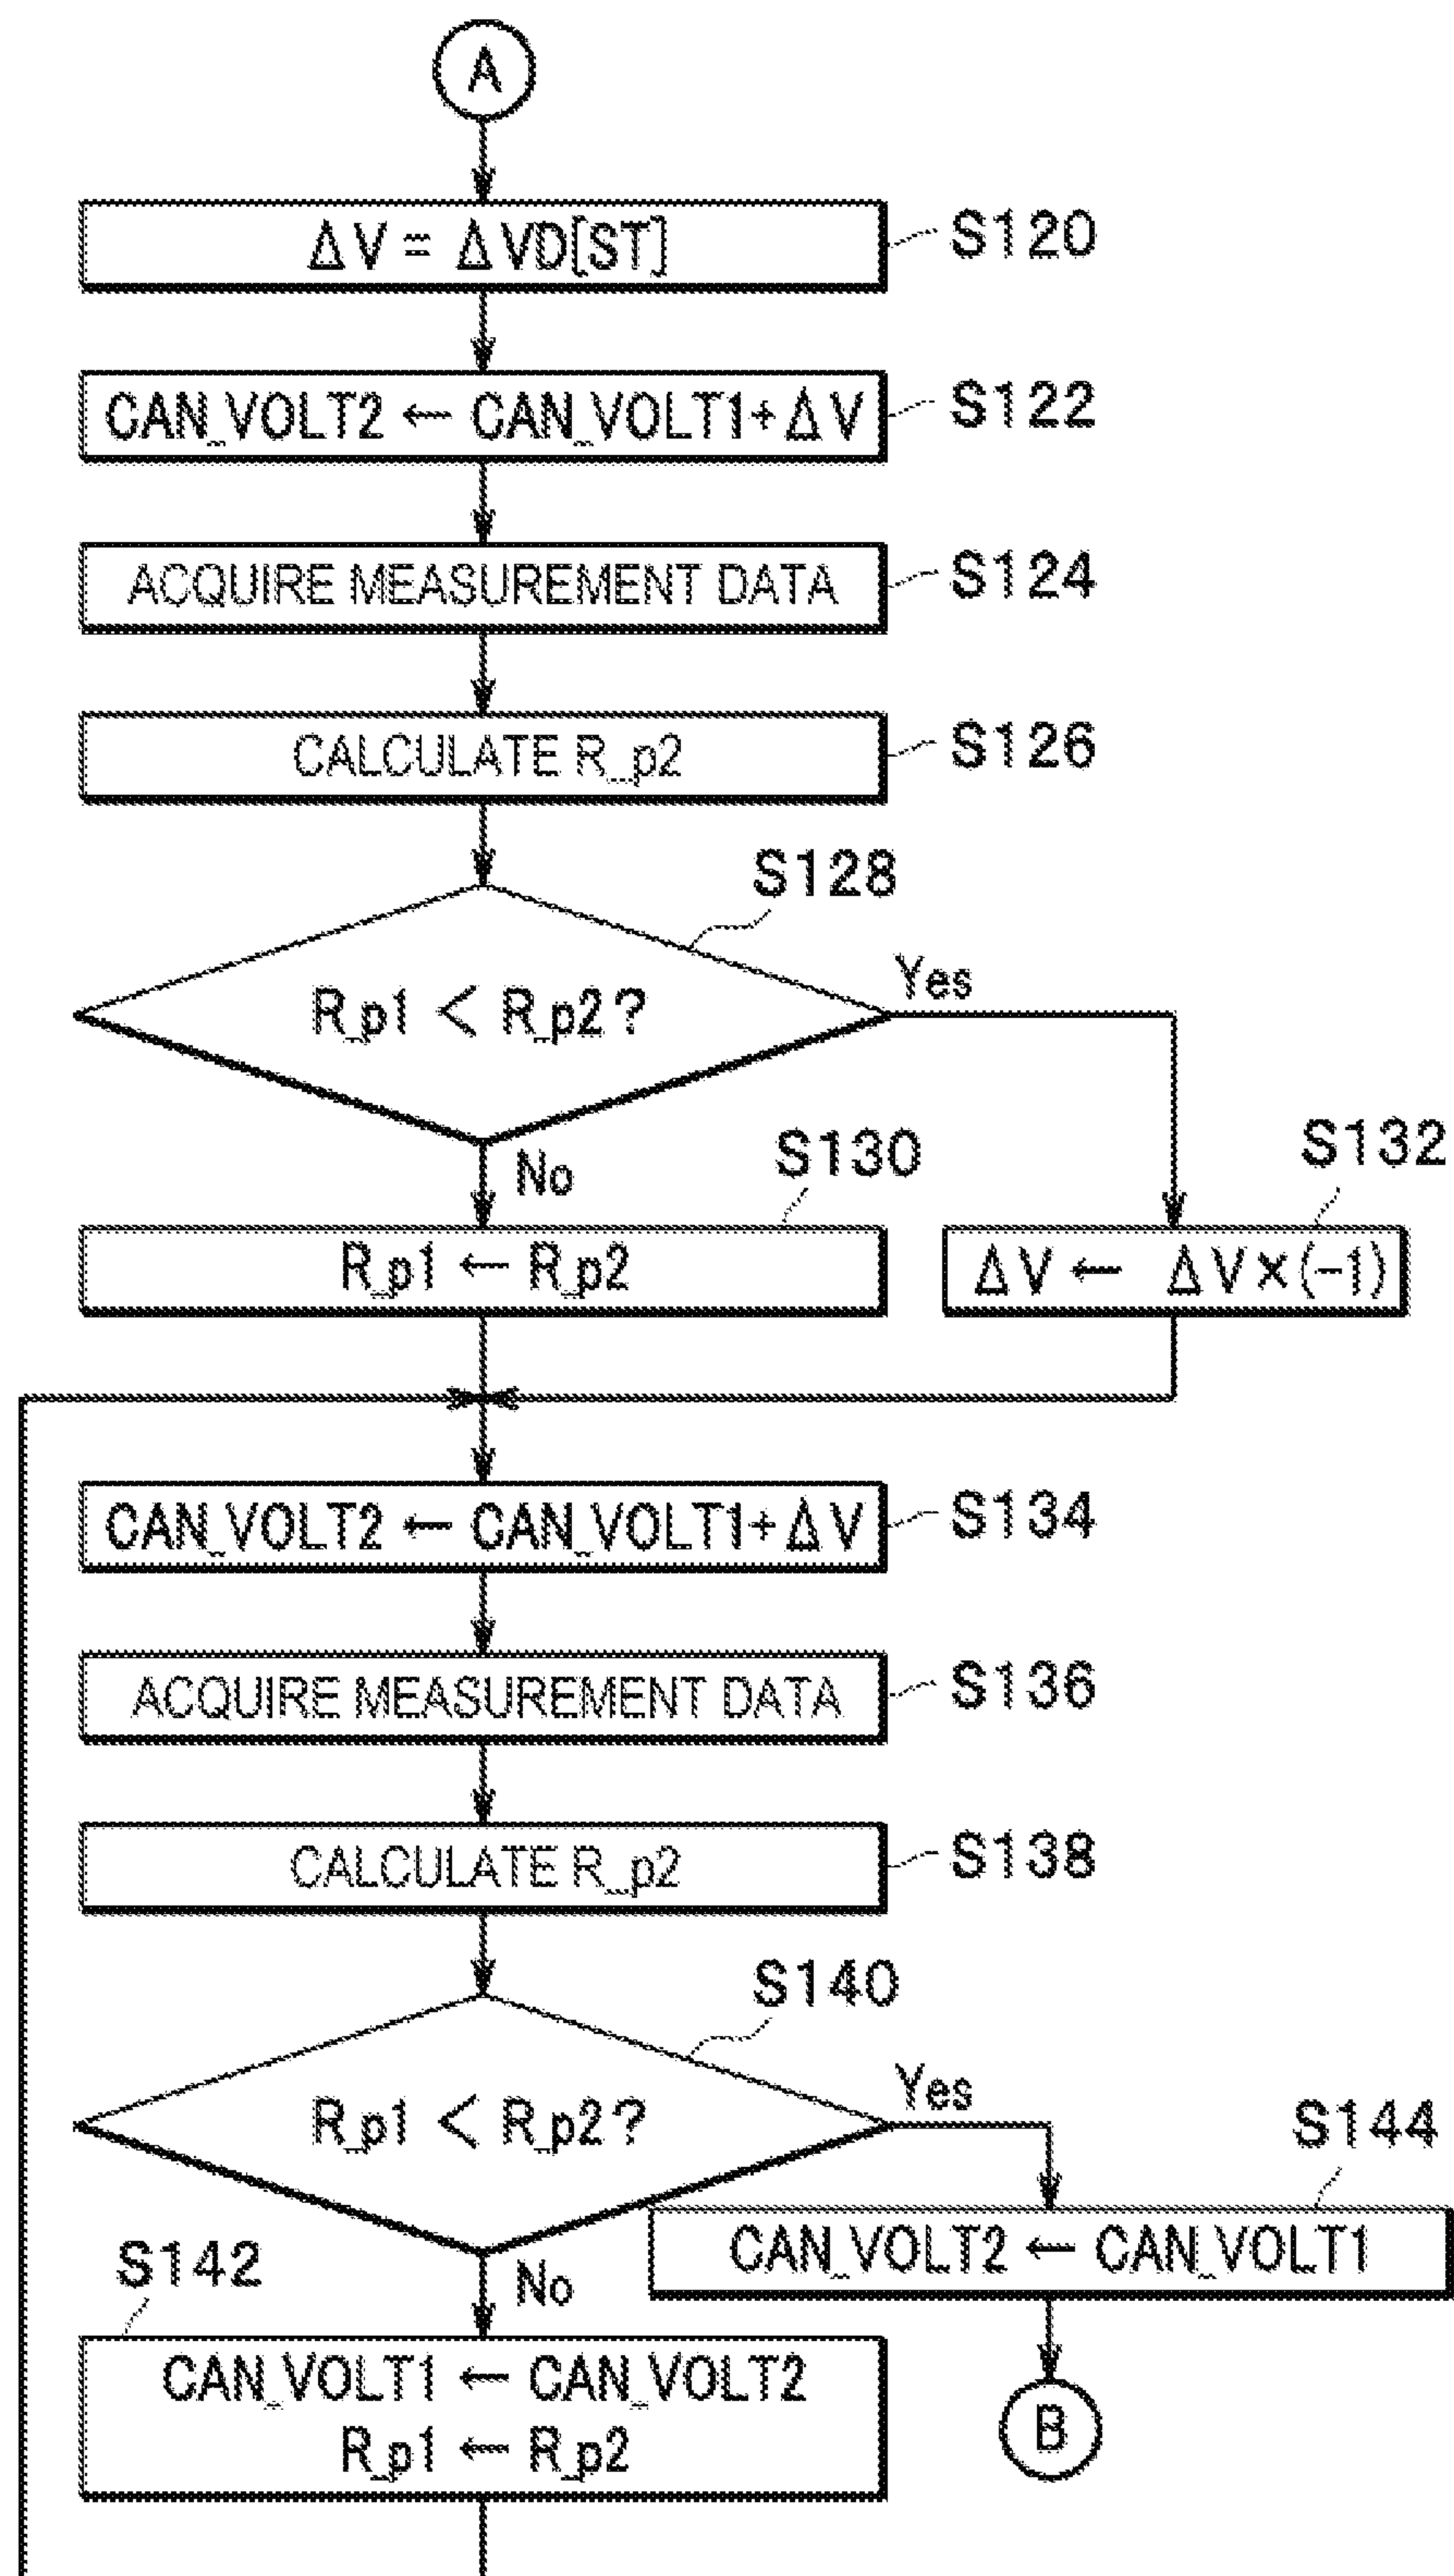 A
ΔV = ΔVD[ST]
S120
CAN_VOLT2 ← CAN_VOLT1+ΔV
S122
ACQUIRE MEASUREMENT DATA
S124
CALCULATE R_p2
S126
S128
R_p1 < R_p2?
Yes
No
S130
S132
R_p1 ← R_p2
ΔV ← ΔV×(-1)
CAN_VOLT2 ← CAN_VOLT1+ΔV
S134
ACQUIRE MEASUREMENT DATA
S136
CALCULATE R_p2
S138
S140
R_p1 < R_p2?
Yes
S144
CAN_VOLT2 ← CAN_VOLT1
No
S142
CAN_VOLT1 ← CAN_VOLT2
R_p1 ← R_p2
B